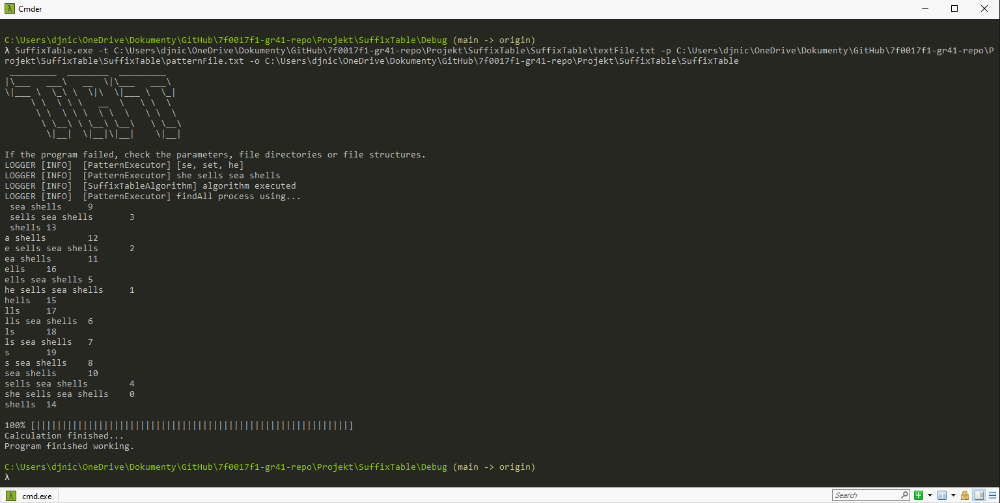 Cmder
C:\Users\djnic\OneDrive\Dokumenty\GitHub\7f0017f1-gr41-repo\Projekt\SuffixTable\Debug (main -> origin)
λ SuffixTable.exe -t C:\Users\djnic\OneDrive\Dokumenty\GitHub\7f0017f1-gr41-repo\Projekt\SuffixTable\SuffixTable\textFile.txt -p C:\Users\djnic\OneDrive\Dokumenty\GitHub\7f0017f1-gr41-repo\P
rojekt\SuffixTable\SuffixTable\patternFile.txt -o C:\Users\djnic\OneDrive\Dokumenty\GitHub\7f0017f1-gr41-repo\Projekt\SuffixTable\SuffixTable
 _________  ________  _________
|\___   ___\   __  \|\___   ___\
\|___ \  \_\ \  \|\  \|___ \  \_|
     \ \  \ \ \   __  \   \ \  \
      \ \  \ \ \  \ \  \   \ \  \
       \ \__\ \ \__\ \__\   \ \__\
        \|__|  \|__|\|__|    \|__|
If the program failed, check the parameters, file directories or file structures.
LOGGER [INFO]  [PatternExecutor] [se, set, he]
LOGGER [INFO]  [PatternExecutor] she sells sea shells
LOGGER [INFO]  [SuffixTableAlgorithm] algorithm executed
LOGGER [INFO]  [PatternExecutor] findAll process using...
 sea shells     9
 sells sea shells       3
 shells 13
a shells        12
e sells sea shells      2
ea shells       11
ells    16
ells sea shells 5
he sells sea shells     1
hells   15
lls     17
lls sea shells  6
ls      18
ls sea shells   7
s       19
s sea shells    8
sea shells      10
sells sea shells        4
she sells sea shells    0
shells  14
100% [||||||||||||||||||||||||||||||||||||||||||||||||||||||||||||]
Calculation finished...
Program finished working.
C:\Users\djnic\OneDrive\Dokumenty\GitHub\7f0017f1-gr41-repo\Projekt\SuffixTable\Debug (main -> origin)
λ
cmd.exe
Search